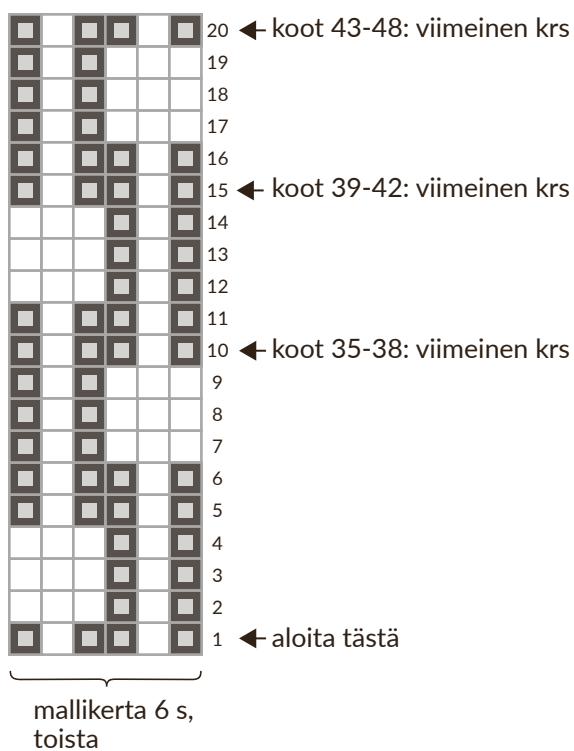 20 koot 43-48: viimeinen krs
19
18
17
16
15 koot 39-42: viimeinen krs
14
13
12
11
10 koot 35-38: viimeinen krs
9
8
7
6
5
4
3
2
1 aloita tästä
mallikerta 6 s,
toista